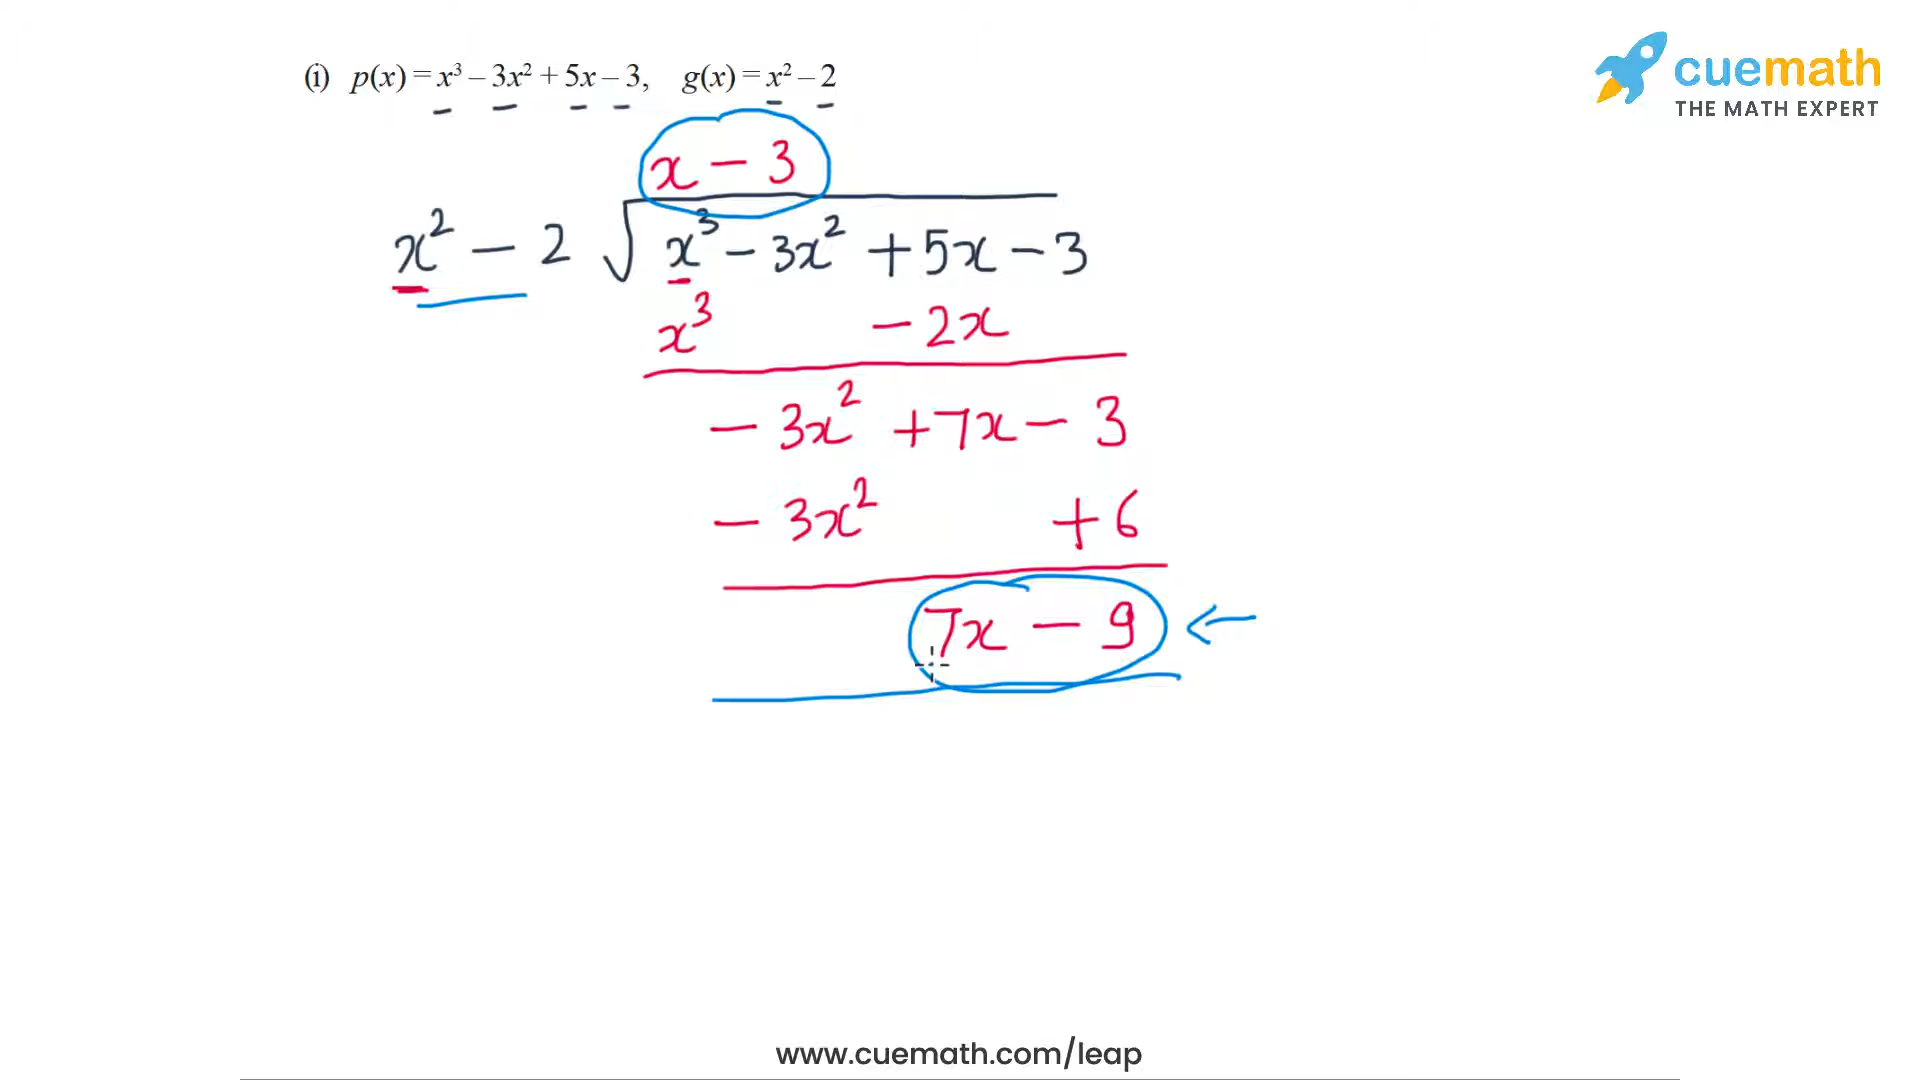 (i) p(x) = x³ – 3x² + 5x – 3, g(x) = x² – 2
cuemath
THE MATH EXPERT
x – 3
x² – 2 √ x³ – 3x² + 5x – 3
x³ – 2x
– 3x² + 7x – 3
– 3x² + 6
7x – 9 ←
www.cuemath.com/leap